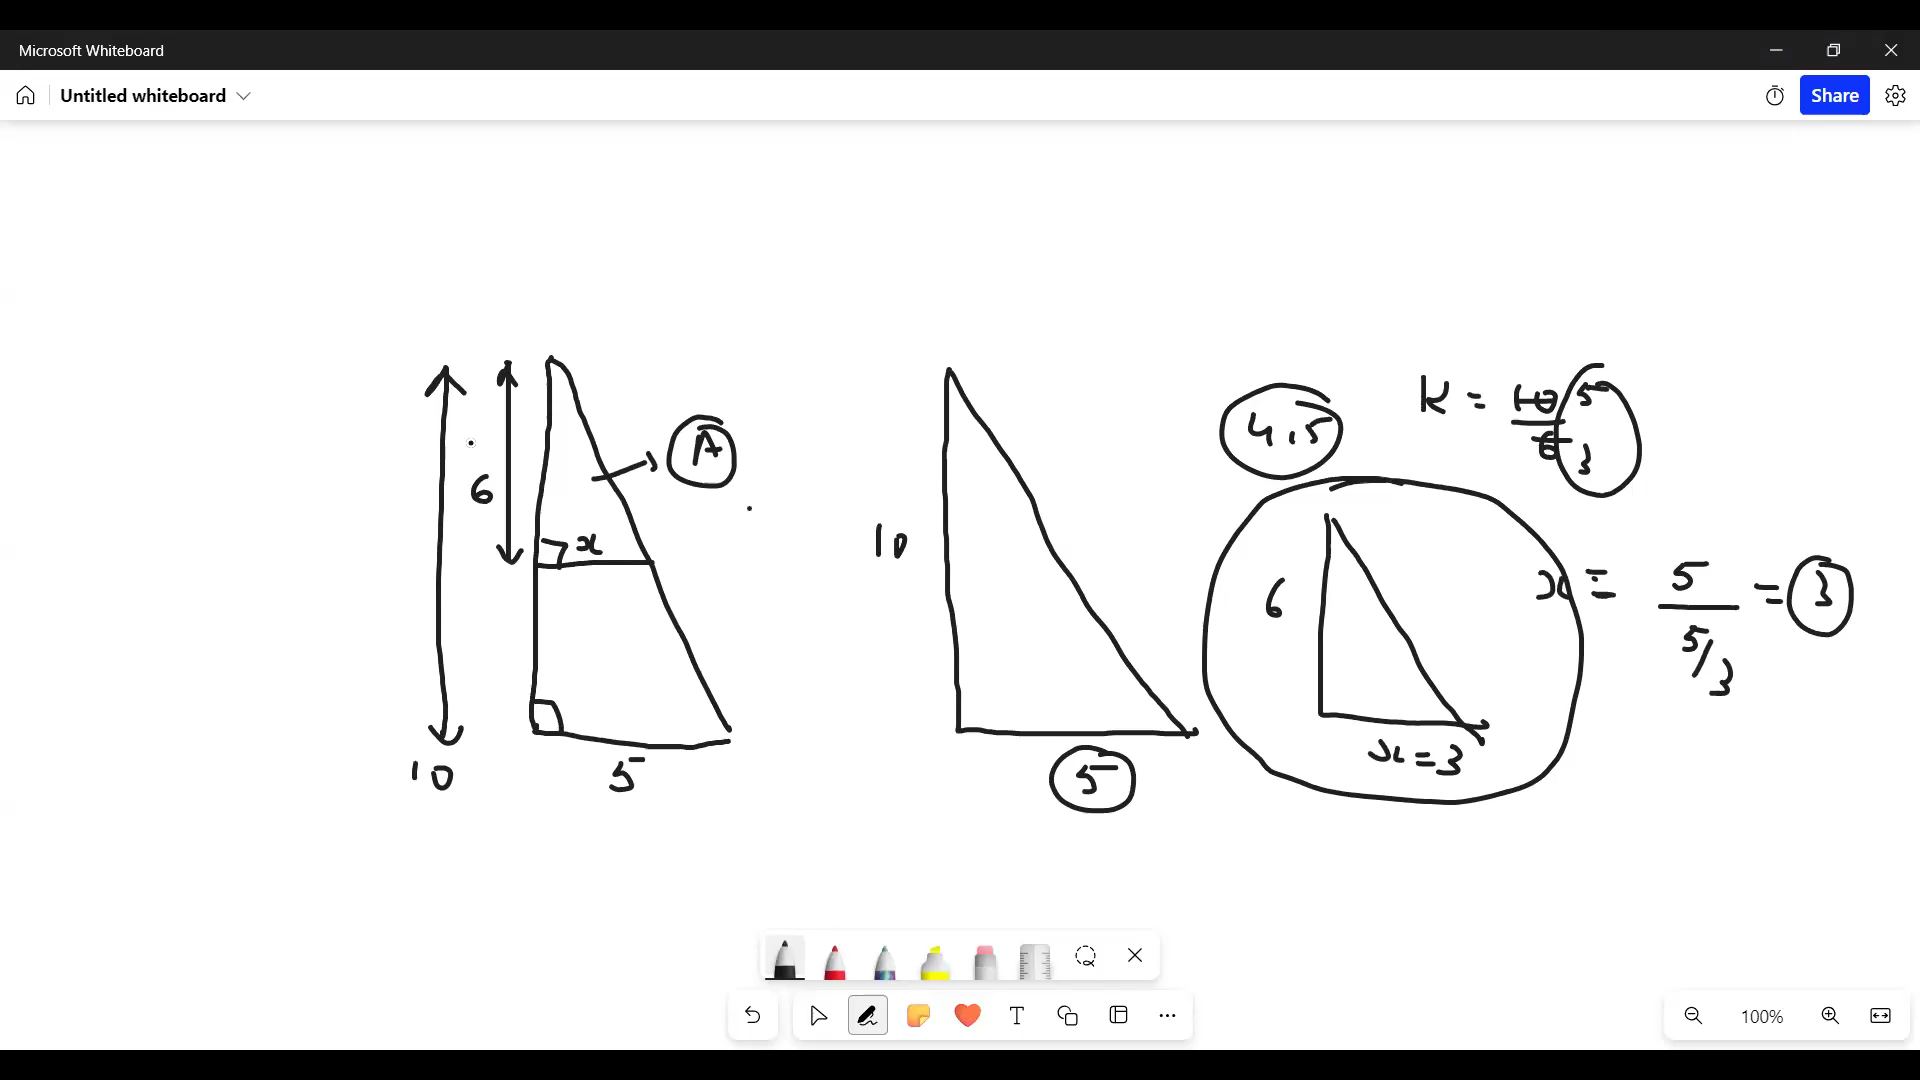 Microsoft Whiteboard
Untitled whiteboard
Share
A
6
x
10
5
10
5
4.5
K = 10/6 5/3
6
x = 3
x = 5/5/3 = 3
T
100%